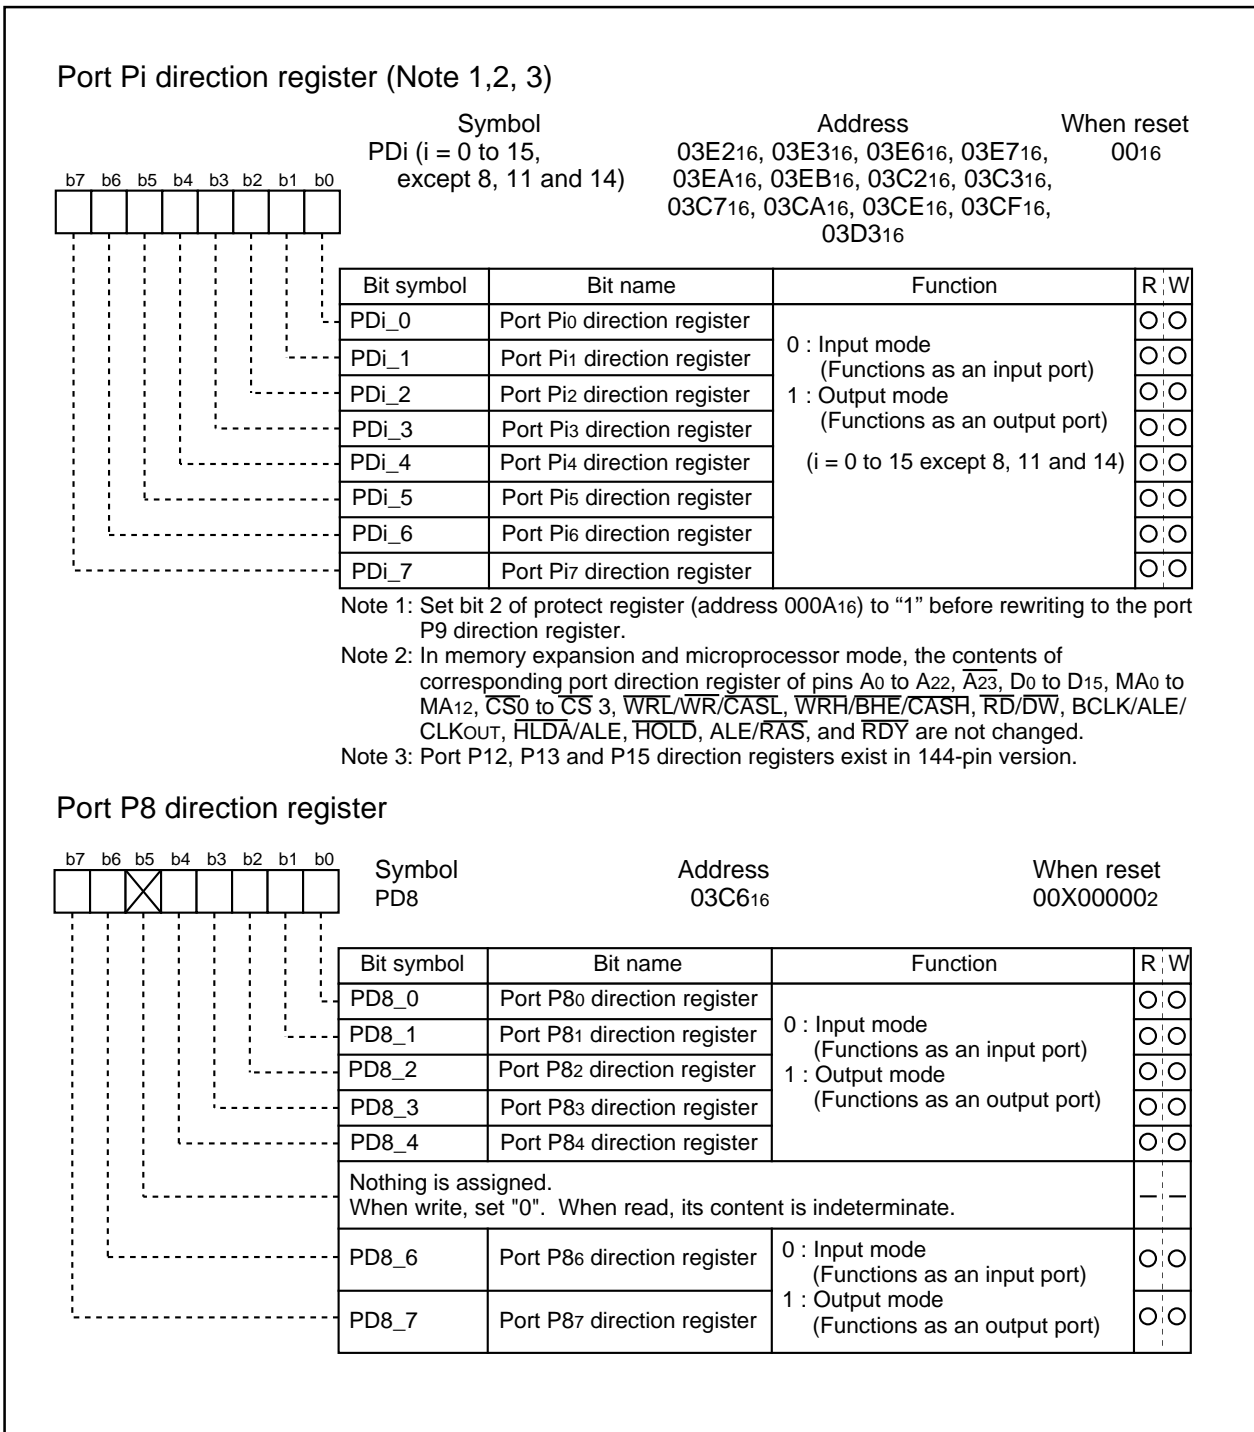 Port Pi direction register (Note 1,2, 3)
Symbol Address When reset
PDi (i = 0 to 15, 03E216, 03E316, 03E616, 03E716, 0016
except 8, 11 and 14) 03EA16, 03EB16, 03C216, 03C316,
03C716, 03CA16, 03CE16, 03CF16,
03D316
b7 b6 b5 b4 b3 b2 b1 b0
Bit symbol Bit name Function R W
PDi_0 Port Pi0 direction register
PDi_1 Port Pi1 direction register
PDi_2 Port Pi2 direction register
PDi_3 Port Pi3 direction register
PDi_4 Port Pi4 direction register
PDi_5 Port Pi5 direction register
PDi_6 Port Pi6 direction register
PDi_7 Port Pi7 direction register
0 : Input mode
(Functions as an input port)
1 : Output mode
(Functions as an output port)
(i = 0 to 15 except 8, 11 and 14)
Note 1: Set bit 2 of protect register (address 000A16) to “1” before rewriting to the port
P9 direction register.
Note 2: In memory expansion and microprocessor mode, the contents of
corresponding port direction register of pins A0 to A22, A23, D0 to D15, MA0 to
MA12, CS0 to CS 3, WRL/WR/CASL, WRH/BHE/CASH, RD/DW, BCLK/ALE/
CLKOUT, HLDA/ALE, HOLD, ALE/RAS, and RDY are not changed.
Note 3: Port P12, P13 and P15 direction registers exist in 144-pin version.
Port P8 direction register
b7 b6 b5 b4 b3 b2 b1 b0
Symbol Address When reset
PD8 03C616 00X000002
Bit symbol Bit name Function R W
PD8_0 Port P80 direction register
PD8_1 Port P81 direction register
PD8_2 Port P82 direction register
PD8_3 Port P83 direction register
PD8_4 Port P84 direction register
0 : Input mode
(Functions as an input port)
1 : Output mode
(Functions as an output port)
Nothing is assigned.
When write, set "0". When read, its content is indeterminate.
PD8_6 Port P86 direction register
PD8_7 Port P87 direction register
0 : Input mode
(Functions as an input port)
1 : Output mode
(Functions as an output port)